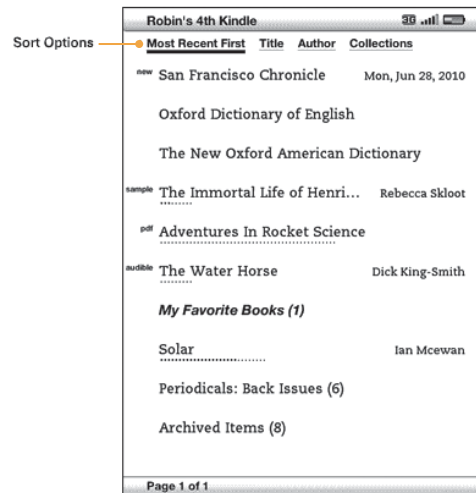 Robin's 4th Kindle 3G
Sort Options
Most Recent First Title Author Collections
new San Francisco Chronicle Mon, Jun 28, 2010
Oxford Dictionary of English
The New Oxford American Dictionary
sample The Immortal Life of Henri... Rebecca Skloot
pdf Adventures In Rocket Science
audible The Water Horse Dick King-Smith
My Favorite Books (1)
Solar Ian Mcewan
Periodicals: Back Issues (6)
Archived Items (8)
Page 1 of 1